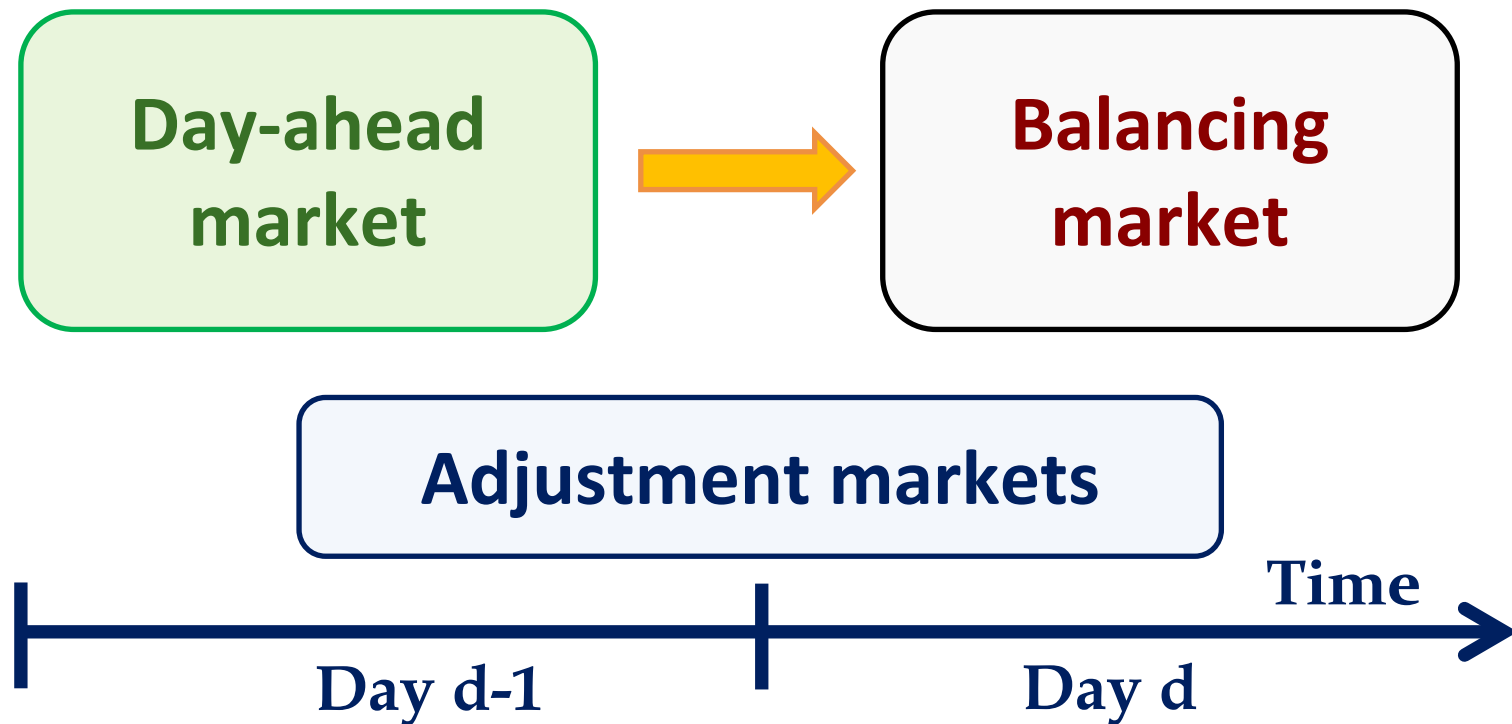 Day-ahead
market
Balancing
market
Adjustment markets
Time
Day d-1
Day d